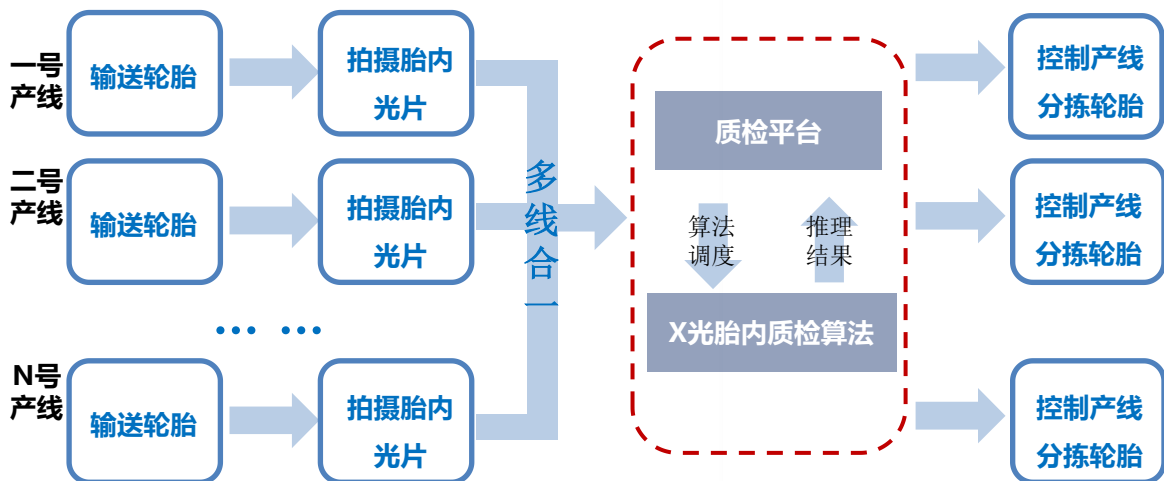 一号
产线
输送轮胎
拍摄胎内
光片
二号
产线
输送轮胎
拍摄胎内
光片
… …
N号
产线
输送轮胎
拍摄胎内
光片
多线合一
质检平台
算法
调度
推理
结果
X光胎内质检算法
控制产线
分拣轮胎
控制产线
分拣轮胎
控制产线
分拣轮胎